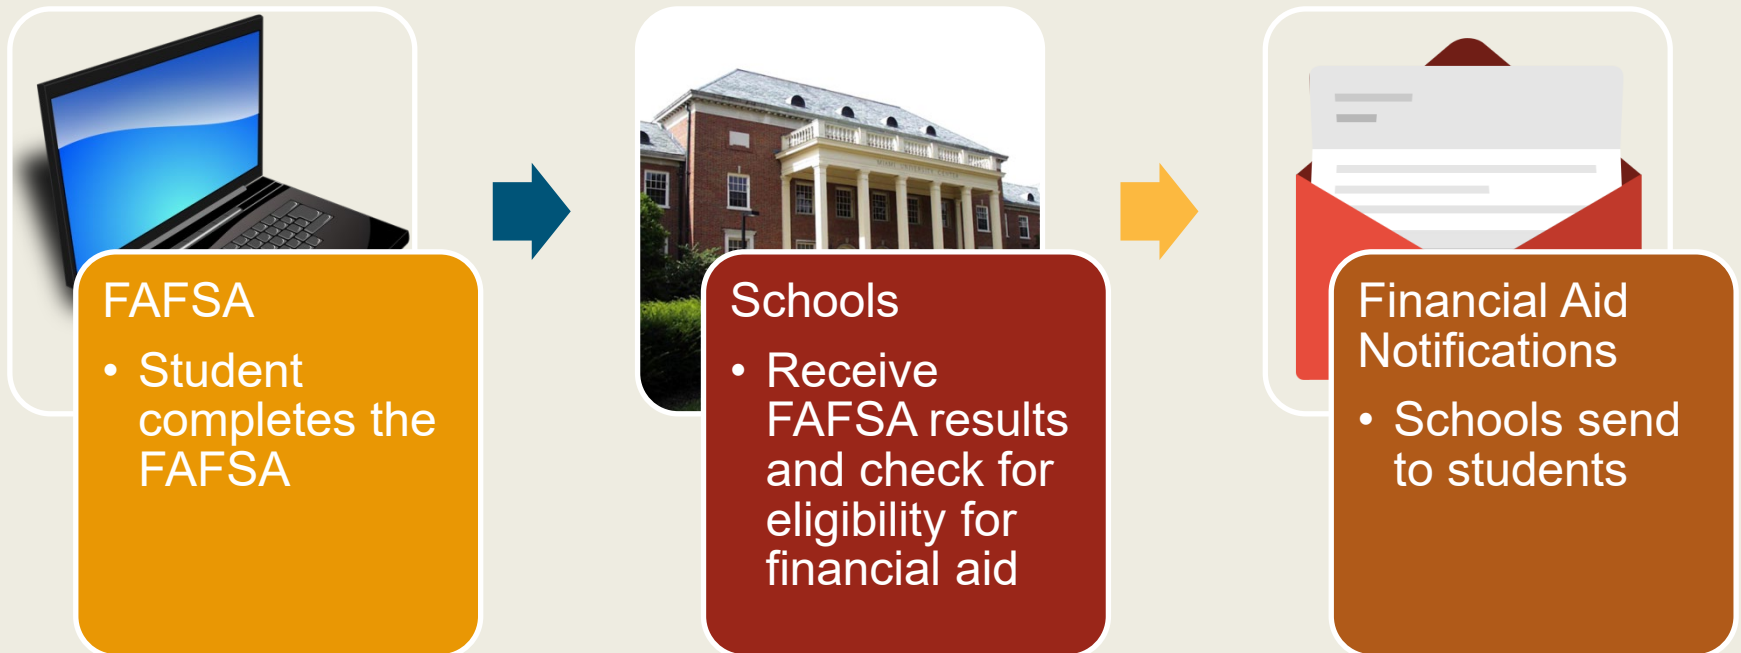 FAFSA
• Student
completes the
FAFSA
Schools
• Receive
FAFSA results
and check for
eligibility for
financial aid
Financial Aid
Notifications
• Schools send
to students